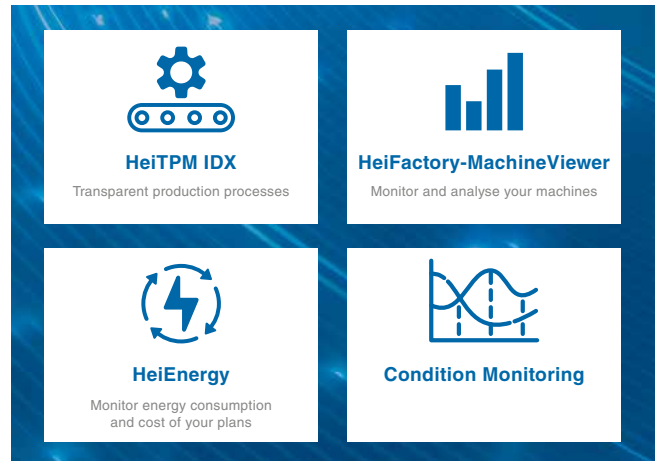 HeiTPM IDX
Transparent production processes
HeiFactory-MachineViewer
Monitor and analyse your machines
HeiEnergy
Monitor energy consumption
and cost of your plans
Condition Monitoring